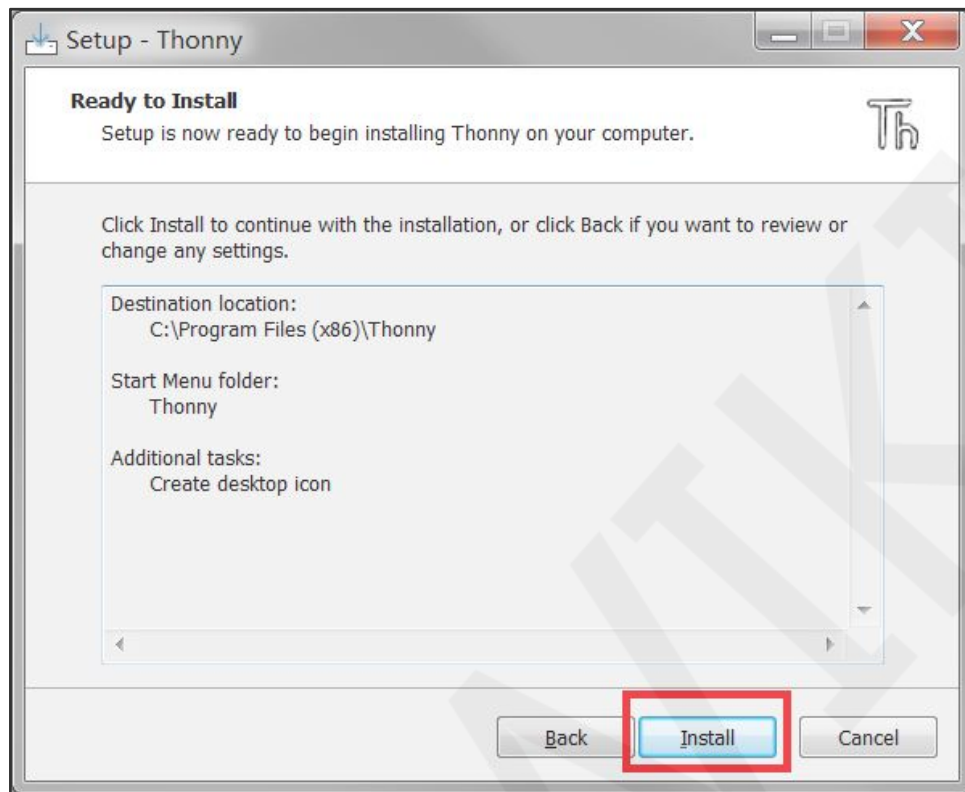 Setup - Thonny
Ready to Install
Setup is now ready to begin installing Thonny on your computer.
Th
Click Install to continue with the installation, or click Back if you want to review or
change any settings.
Destination location:
C:\Program Files (x86)\Thonny
Start Menu folder:
Thonny
Additional tasks:
Create desktop icon
Back
Install
Cancel